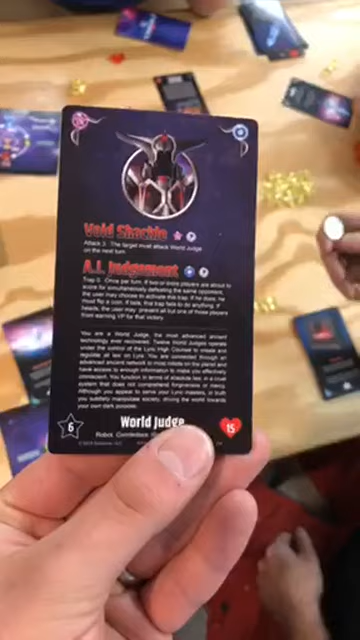 Void Shackle
Attack 3: The target must attack World Judge
on the next turn.
A.I. Judgement
Trap 0: Once per turn, if two or more players are about to
score for simultaneously defeating the same opponent,
the user may choose to activate this trap. If he does, he
must flip a coin. If tails, this trap fails to do anything. If
heads, the user may prevent all but one of those players
from earning VP for that victory.
You are a World Judge, the most advanced ancient
technology ever recovered. Twelve World Judges operate
under the control of the Lyric High Council to create and
regulate all law on Lyra. You are connected through an
advanced ancient network to most robots on the planet and
have access to enough information to make you effectively
omniscient. You function in terms of absolute law, in a cruel
system that does not comprehend forgiveness or mercy.
Although you appear to serve your Lyric masters, in truth
you subtly manipulate society, driving the world towards
your own dark purpose.
6
World Judge
15
Robot,